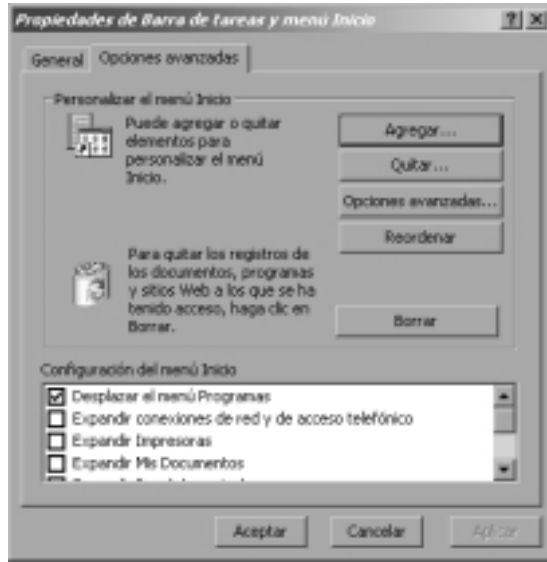 Propiedades de Barra de tareas y menú Inicio
General
Opciones avanzadas
Personalizar el menú Inicio
Puede agregar o quitar
elementos para
personalizar el menú
Inicio.
Agregar...
Quitar...
Opciones avanzadas...
Reordenar
Para quitar los registros de
los documentos, programas
y sitios Web a los que se ha
tenido acceso, haga clic en
Borrar.
Borrar
Configuración del menú Inicio
Desplazar el menú Programas
Expandir conexiones de red y de acceso telefónico
Expandir Impresoras
Expandir Mis Documentos
Aceptar
Cancelar
Aplicar